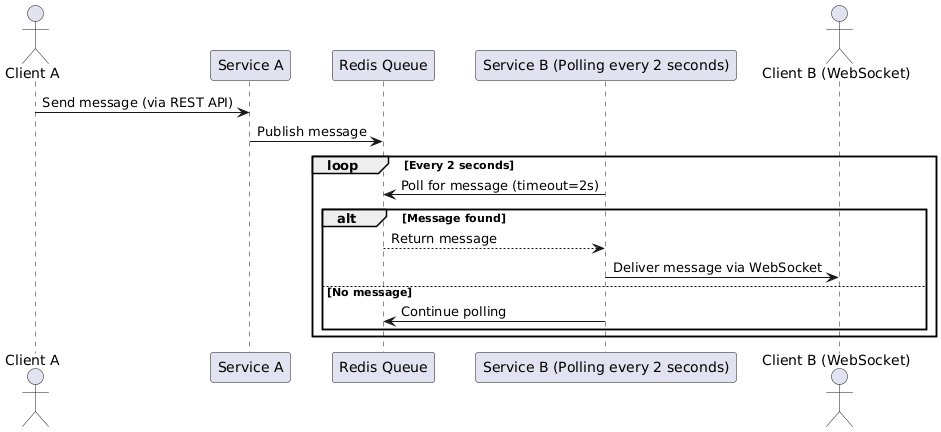 Client A
Service A
Redis Queue
Service B (Polling every 2 seconds)
Client B (WebSocket)
Send message (via REST API)
Publish message
loop
[Every 2 seconds]
Poll for message (timeout=2s)
alt
[Message found]
Return message
Deliver message via WebSocket
[No message]
Continue polling
Client A
Service A
Redis Queue
Service B (Polling every 2 seconds)
Client B (WebSocket)